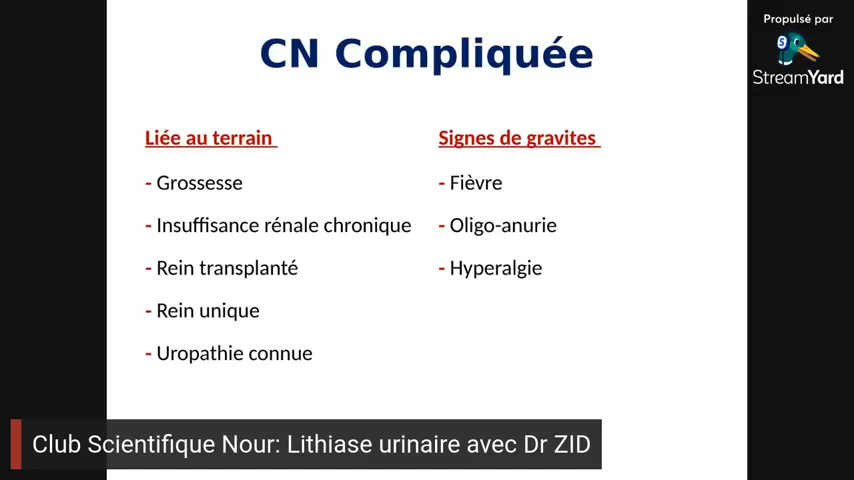 CN Compliquée
Propulsé par
StreamYard
Liée au terrain
- Grossesse
- Insuffisance rénale chronique
- Rein transplanté
- Rein unique
- Uropathie connue
Signes de gravites
- Fièvre
- Oligo-anurie
- Hyperalgie
Club Scientifique Nour: Lithiase urinaire avec Dr ZID